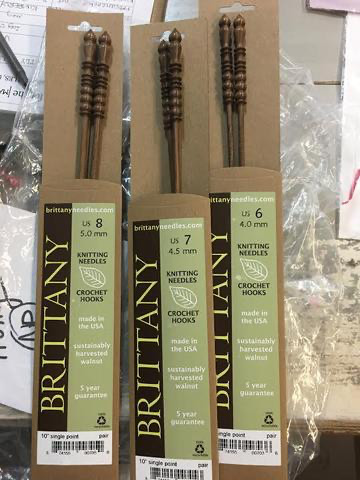 brittanyneedles.com
US 8
5.0 mm
BRITTANY
KNITTING
NEEDLES
CROCHET
HOOKS
made in
the USA
sustainably
harvested
walnut
5 year
guarantee
10" single point pair
brittanyneedles.com
US 7
4.5 mm
BRITTANY
KNITTING
NEEDLES
CROCHET
HOOKS
made in
the USA
sustainably
harvested
walnut
5 year
guarantee
10" single point pair
brittanyneedles.com
US 6
4.0 mm
BRITTANY
KNITTING
NEEDLES
CROCHET
HOOKS
made in
the USA
sustainably
harvested
walnut
5 year
guarantee
10" single point pair